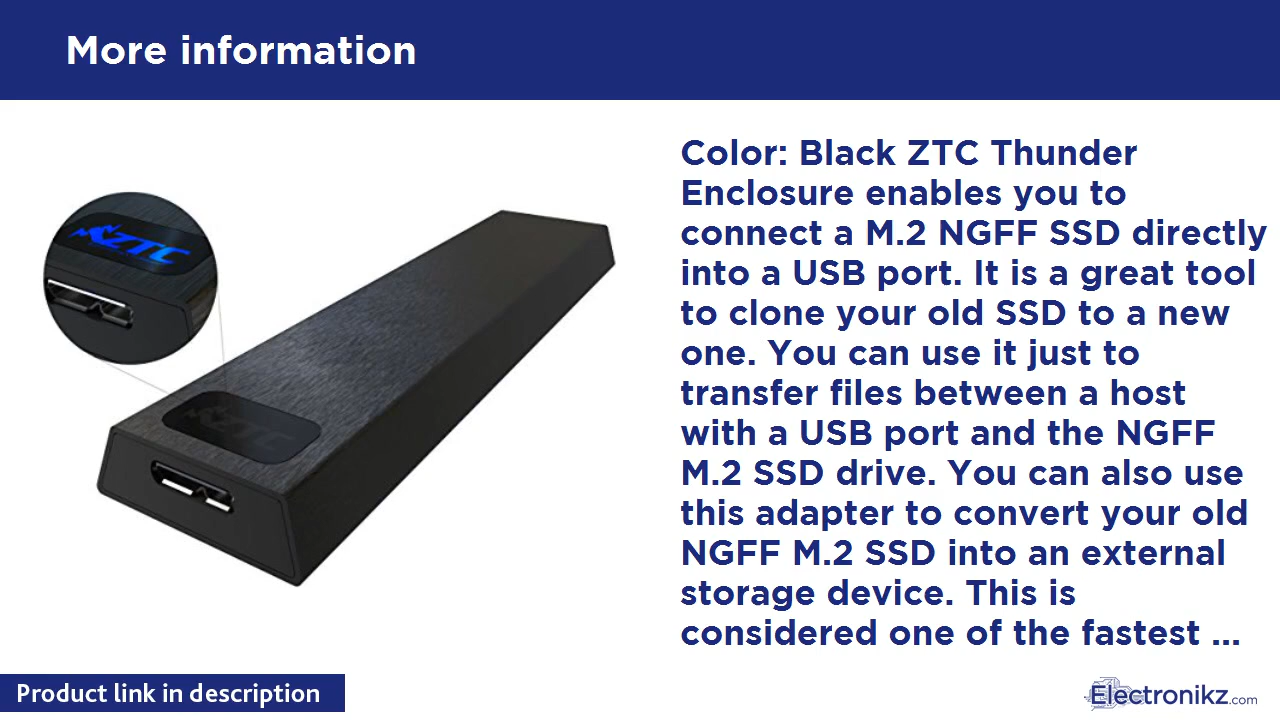 More information
Color: Black ZTC Thunder
Enclosure enables you to
connect a M.2 NGFF SSD directly
into a USB port. It is a great tool
to clone your old SSD to a new
one. You can use it just to
transfer files between a host
with a USB port and the NGFF
M.2 SSD drive. You can also use
this adapter to convert your old
NGFF M.2 SSD into an external
storage device. This is
considered one of the fastest ...
ZTC
ZTC
Product link in description
Electronikz.com